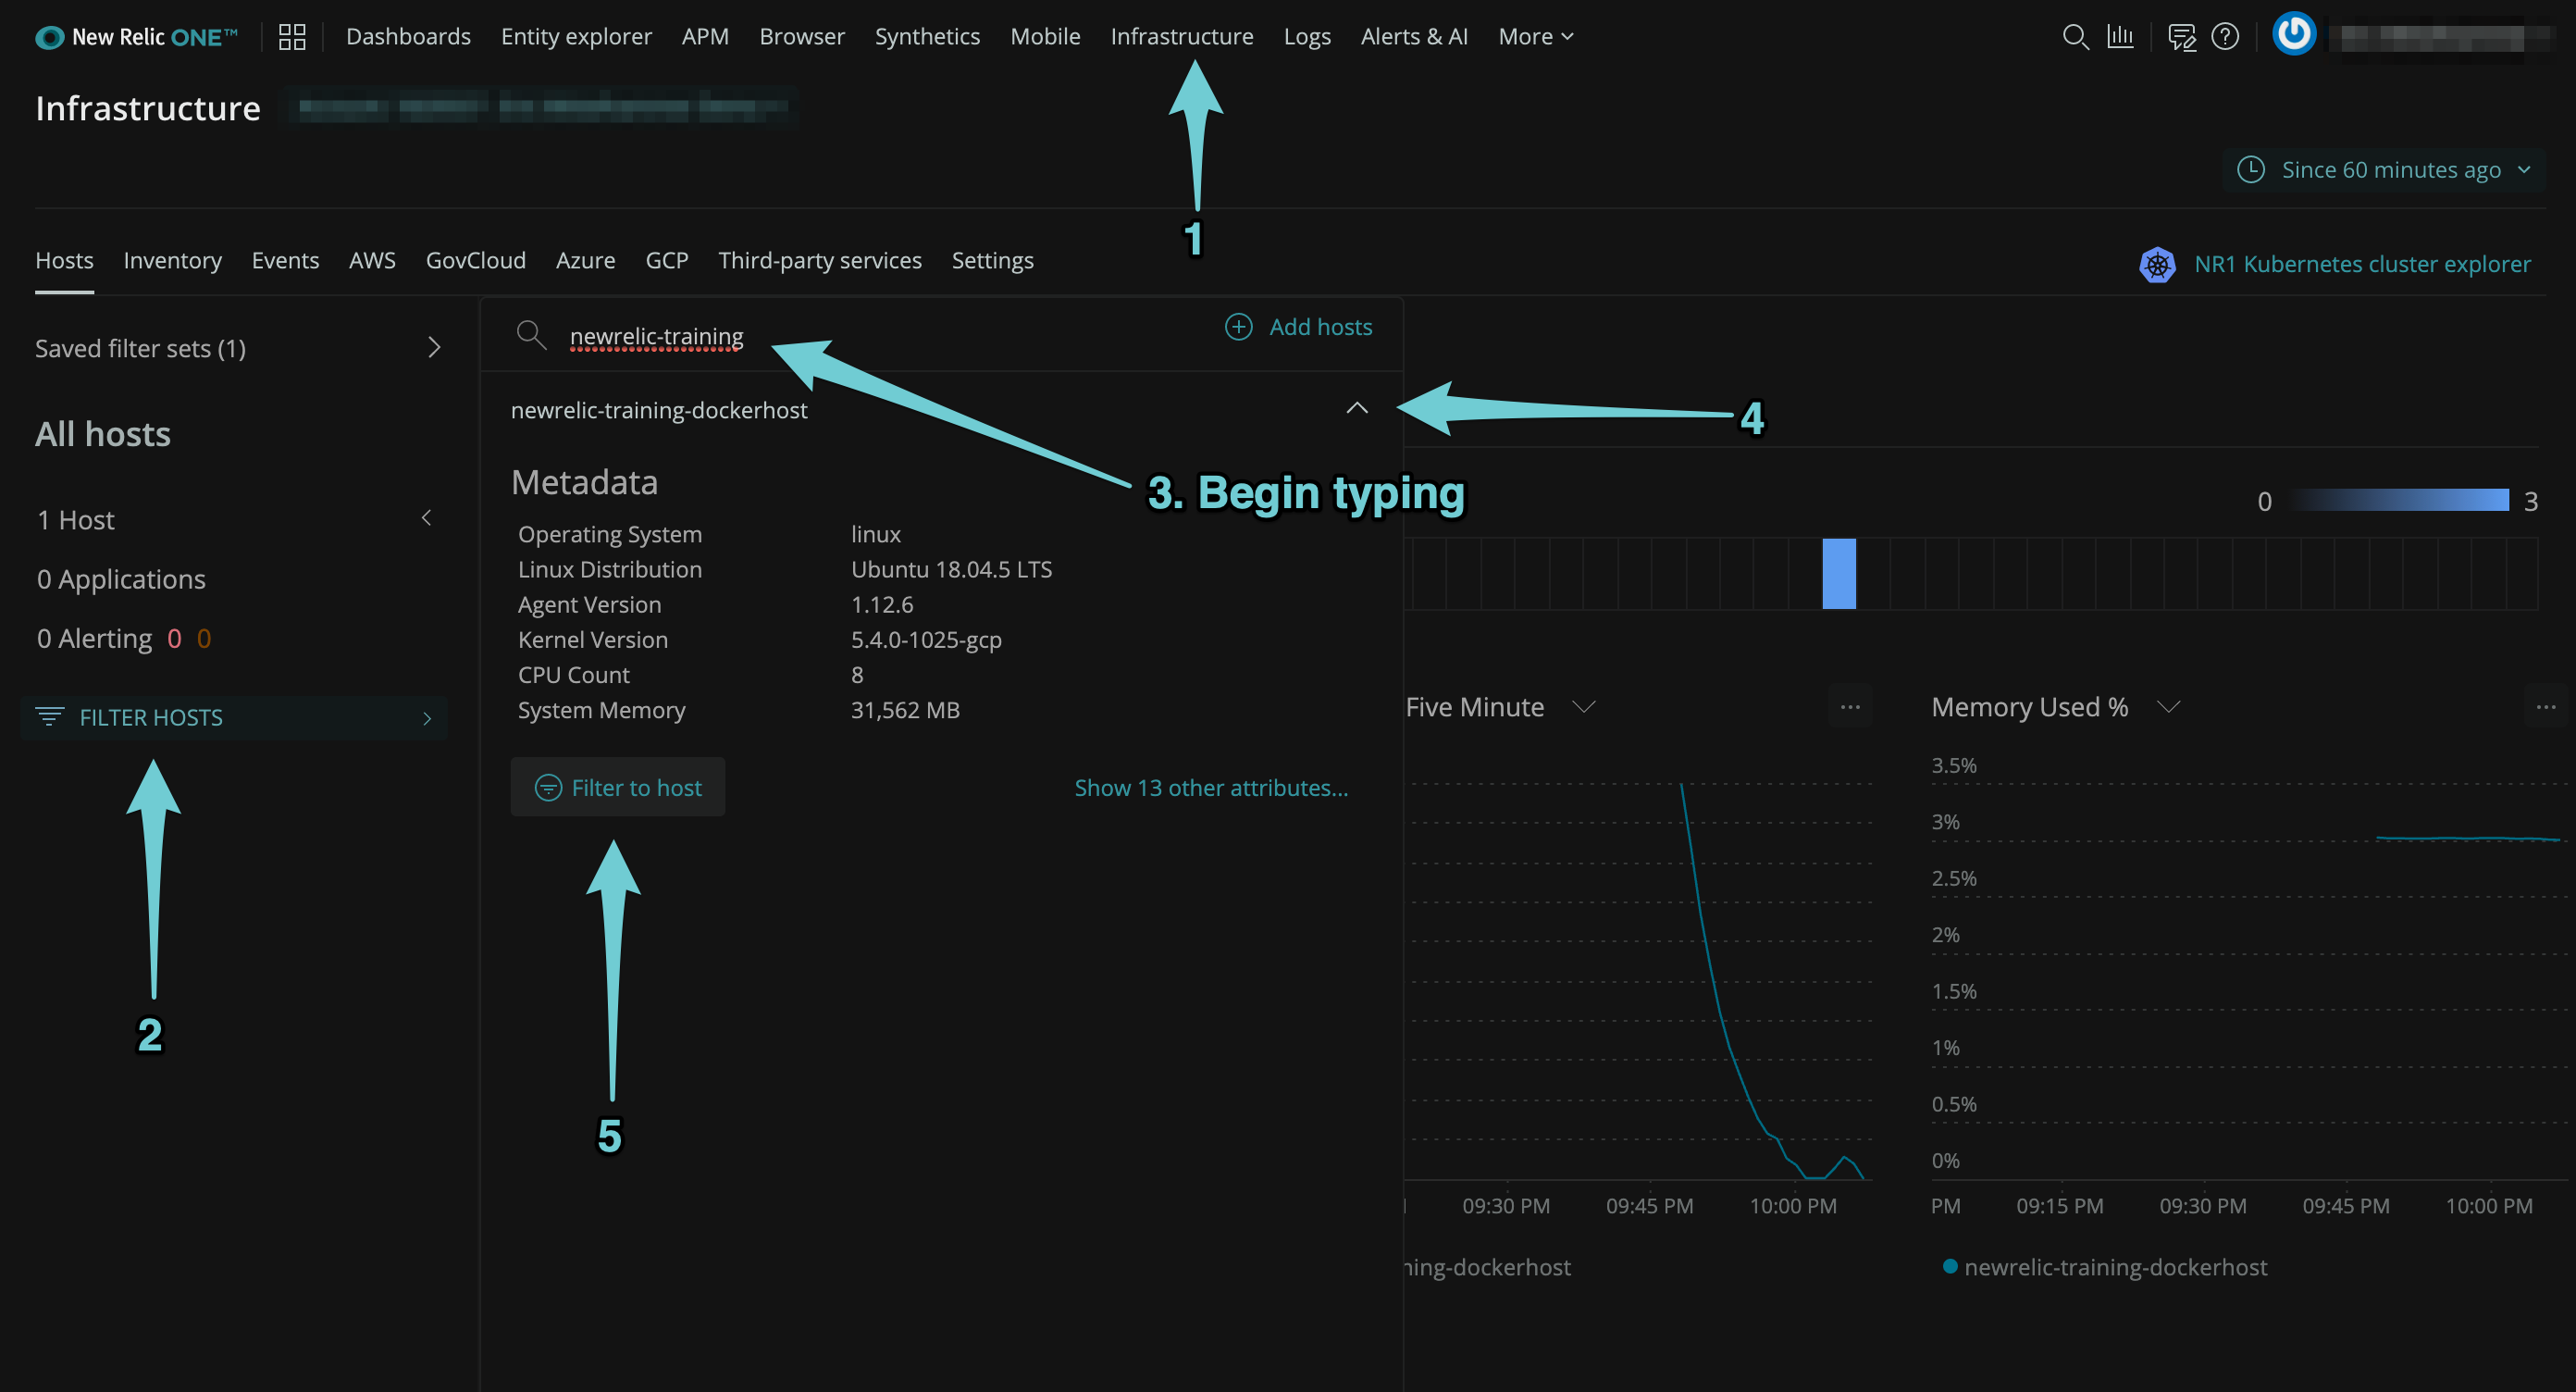 New Relic ONE™ Dashboards Entity explorer APM Browser Synthetics Mobile Infrastructure Logs Alerts & AI More
Infrastructure
Since 60 minutes ago
1
Hosts Inventory Events AWS GovCloud Azure GCP Third-party services Settings
NR1 Kubernetes cluster explorer
Saved filter sets (1)
All hosts
1 Host
0 Applications
0 Alerting 0 0
FILTER HOSTS
2
newrelic-training
Add hosts
newrelic-training-dockerhost
4
3. Begin typing
Metadata
Operating System linux
Linux Distribution Ubuntu 18.04.5 LTS
Agent Version 1.12.6
Kernel Version 5.4.0-1025-gcp
CPU Count 8
System Memory 31,562 MB
Filter to host
Show 13 other attributes...
5
0 3
Five Minute
...
09:30 PM 09:45 PM 10:00 PM
ning-dockerhost
Memory Used %
...
3.5%
3%
2.5%
2%
1.5%
1%
0.5%
0%
PM 09:15 PM 09:30 PM 09:45 PM 10:00 PM
newrelic-training-dockerhost